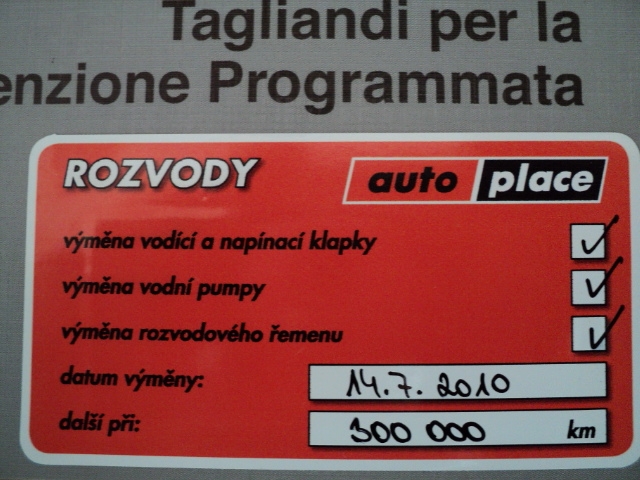 Tagliandi per la
enzione Programmata
ROZVODY auto place
výměna vodící a napínací klapky
výměna vodní pumpy
výměna rozvodového řemenu
datum výměny: 14.7.2010
další při: 300 000 km